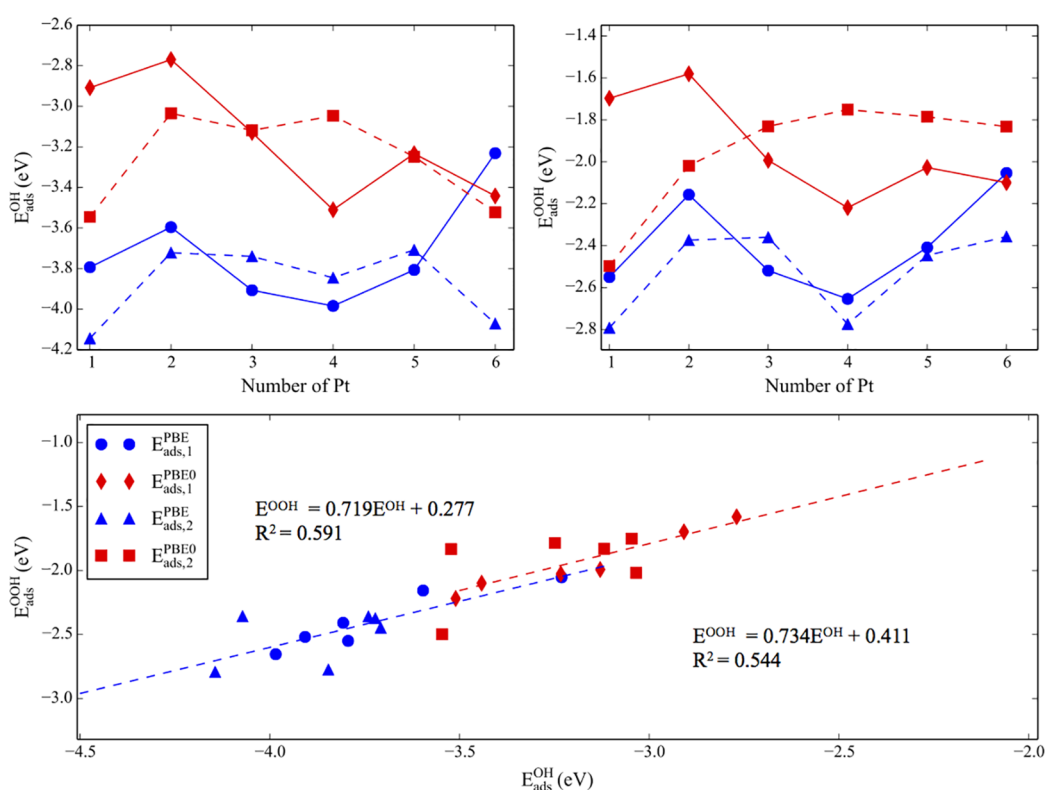 −2.6
−2.8
−3.0
−3.2
−3.4
−3.6
−3.8
−4.0
−4.2
E^OH_ads (eV)
1 2 3 4 5 6
Number of Pt
−1.4
−1.6
−1.8
−2.0
−2.2
−2.4
−2.6
−2.8
E^OOH_ads (eV)
1 2 3 4 5 6
Number of Pt
−1.0
−1.5
−2.0
−2.5
−3.0
E^OOH_ads (eV)
E^PBE_ads,1
E^PBE0_ads,1
E^PBE_ads,2
E^PBE0_ads,2
E^OOH = 0.719E^OH + 0.277
R² = 0.591
E^OOH = 0.734E^OH + 0.411
R² = 0.544
−4.5 −4.0 −3.5 −3.0 −2.5 −2.0
E^OH_ads (eV)